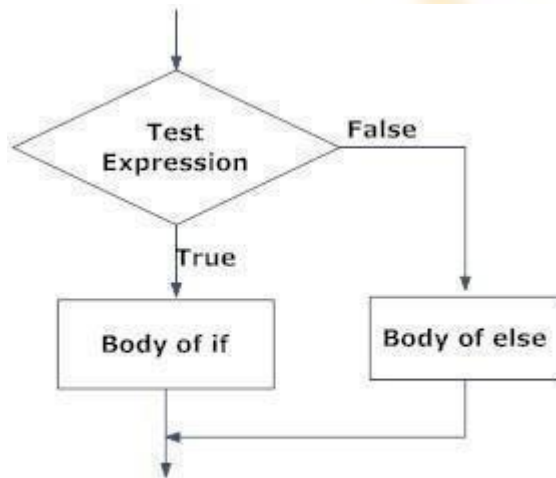 Test
Expression
False
True
Body of if
Body of else